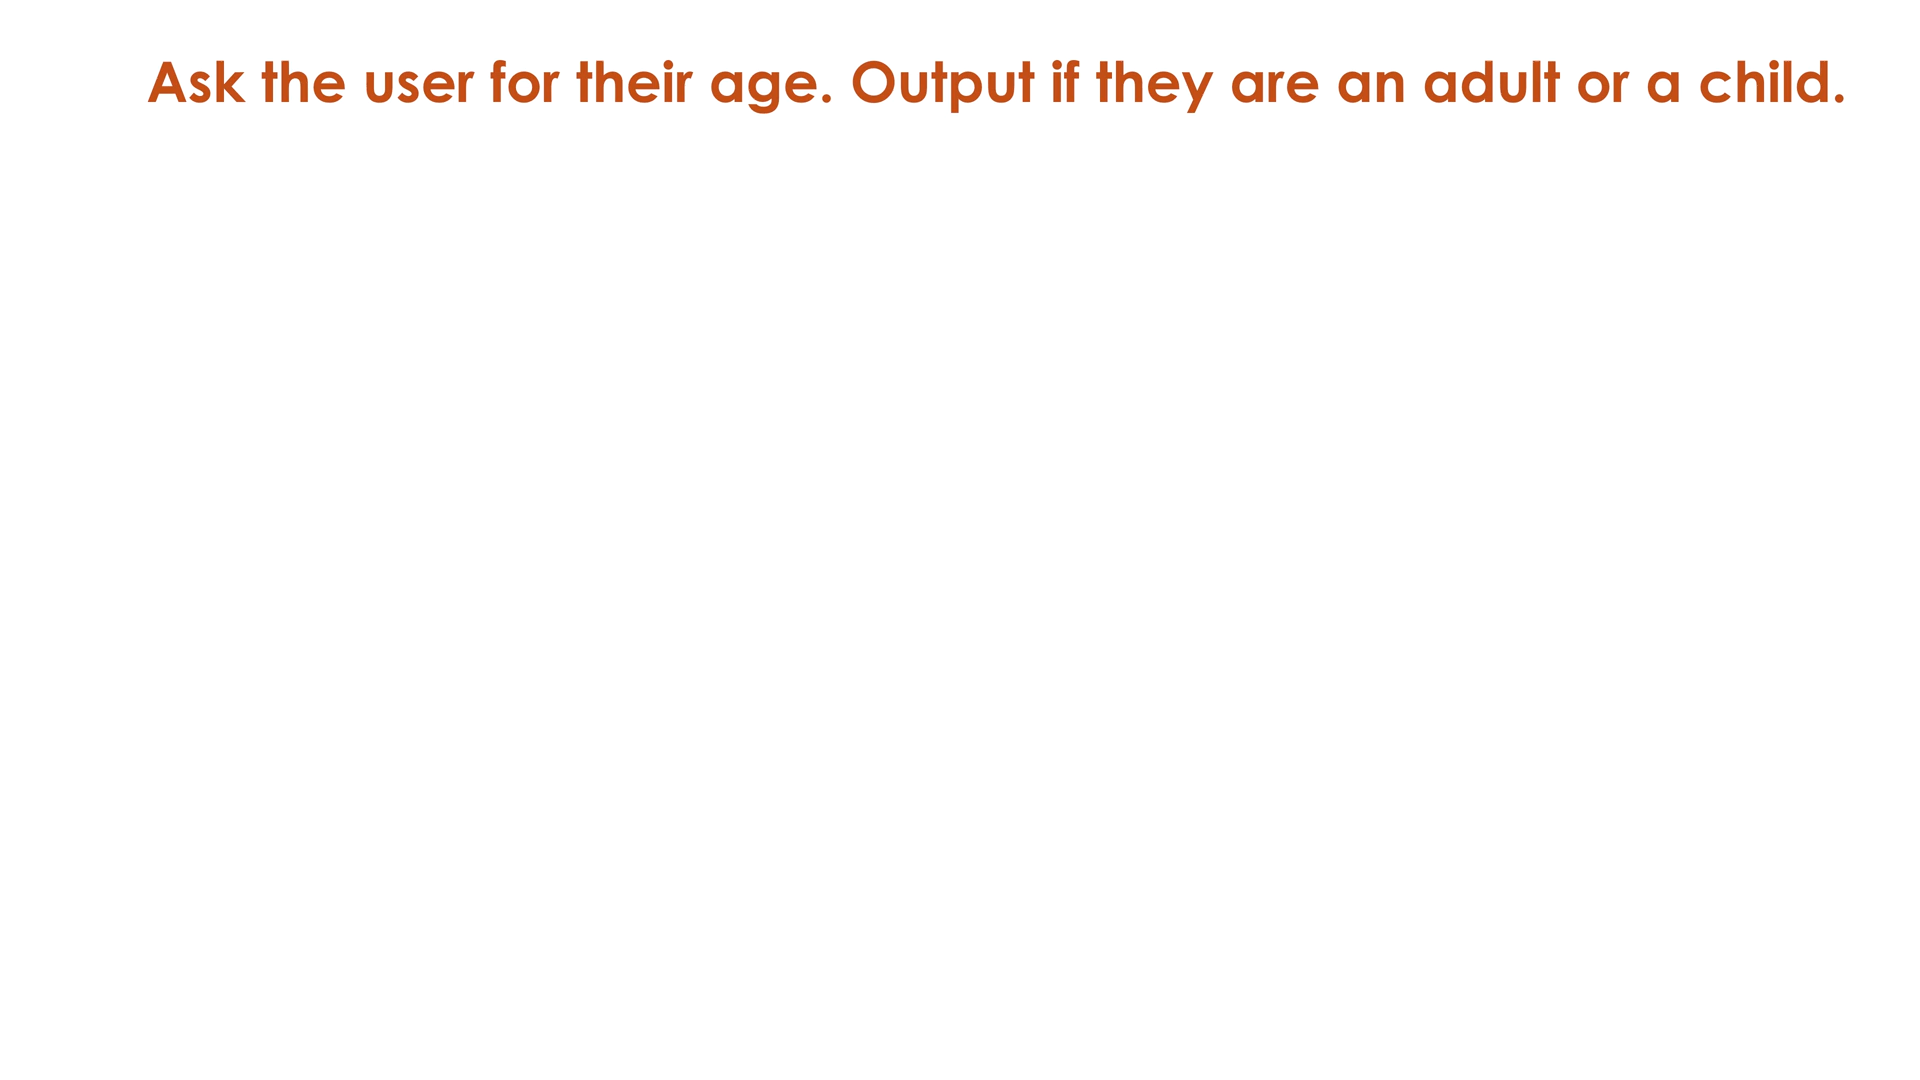 Ask the user for their age. Output if they are an adult or a child.